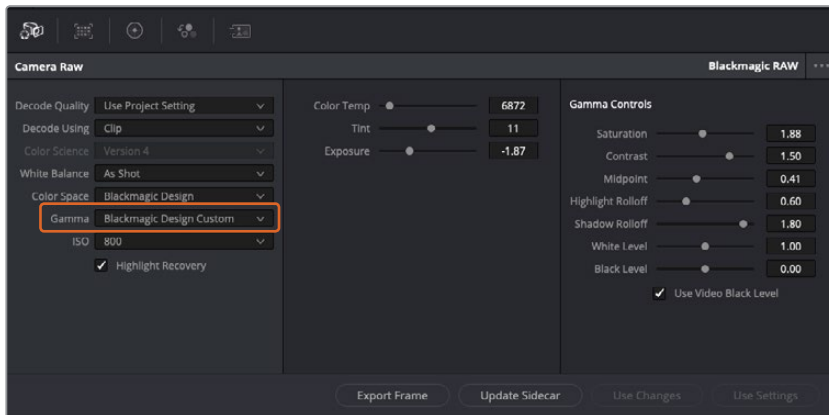 Camera Raw
Blackmagic RAW
Decode Quality Use Project Setting
Decode Using Clip
Color Science Version 4
White Balance As Shot
Color Space Blackmagic Design
Gamma Blackmagic Design Custom
ISO 800
Highlight Recovery
Color Temp 6872
Tint 11
Exposure -1.87
Gamma Controls
Saturation 1.88
Contrast 1.50
Midpoint 0.41
Highlight Rolloff 0.60
Shadow Rolloff 1.80
White Level 1.00
Black Level 0.00
Use Video Black Level
Export Frame
Update Sidecar
Use Changes
Use Settings